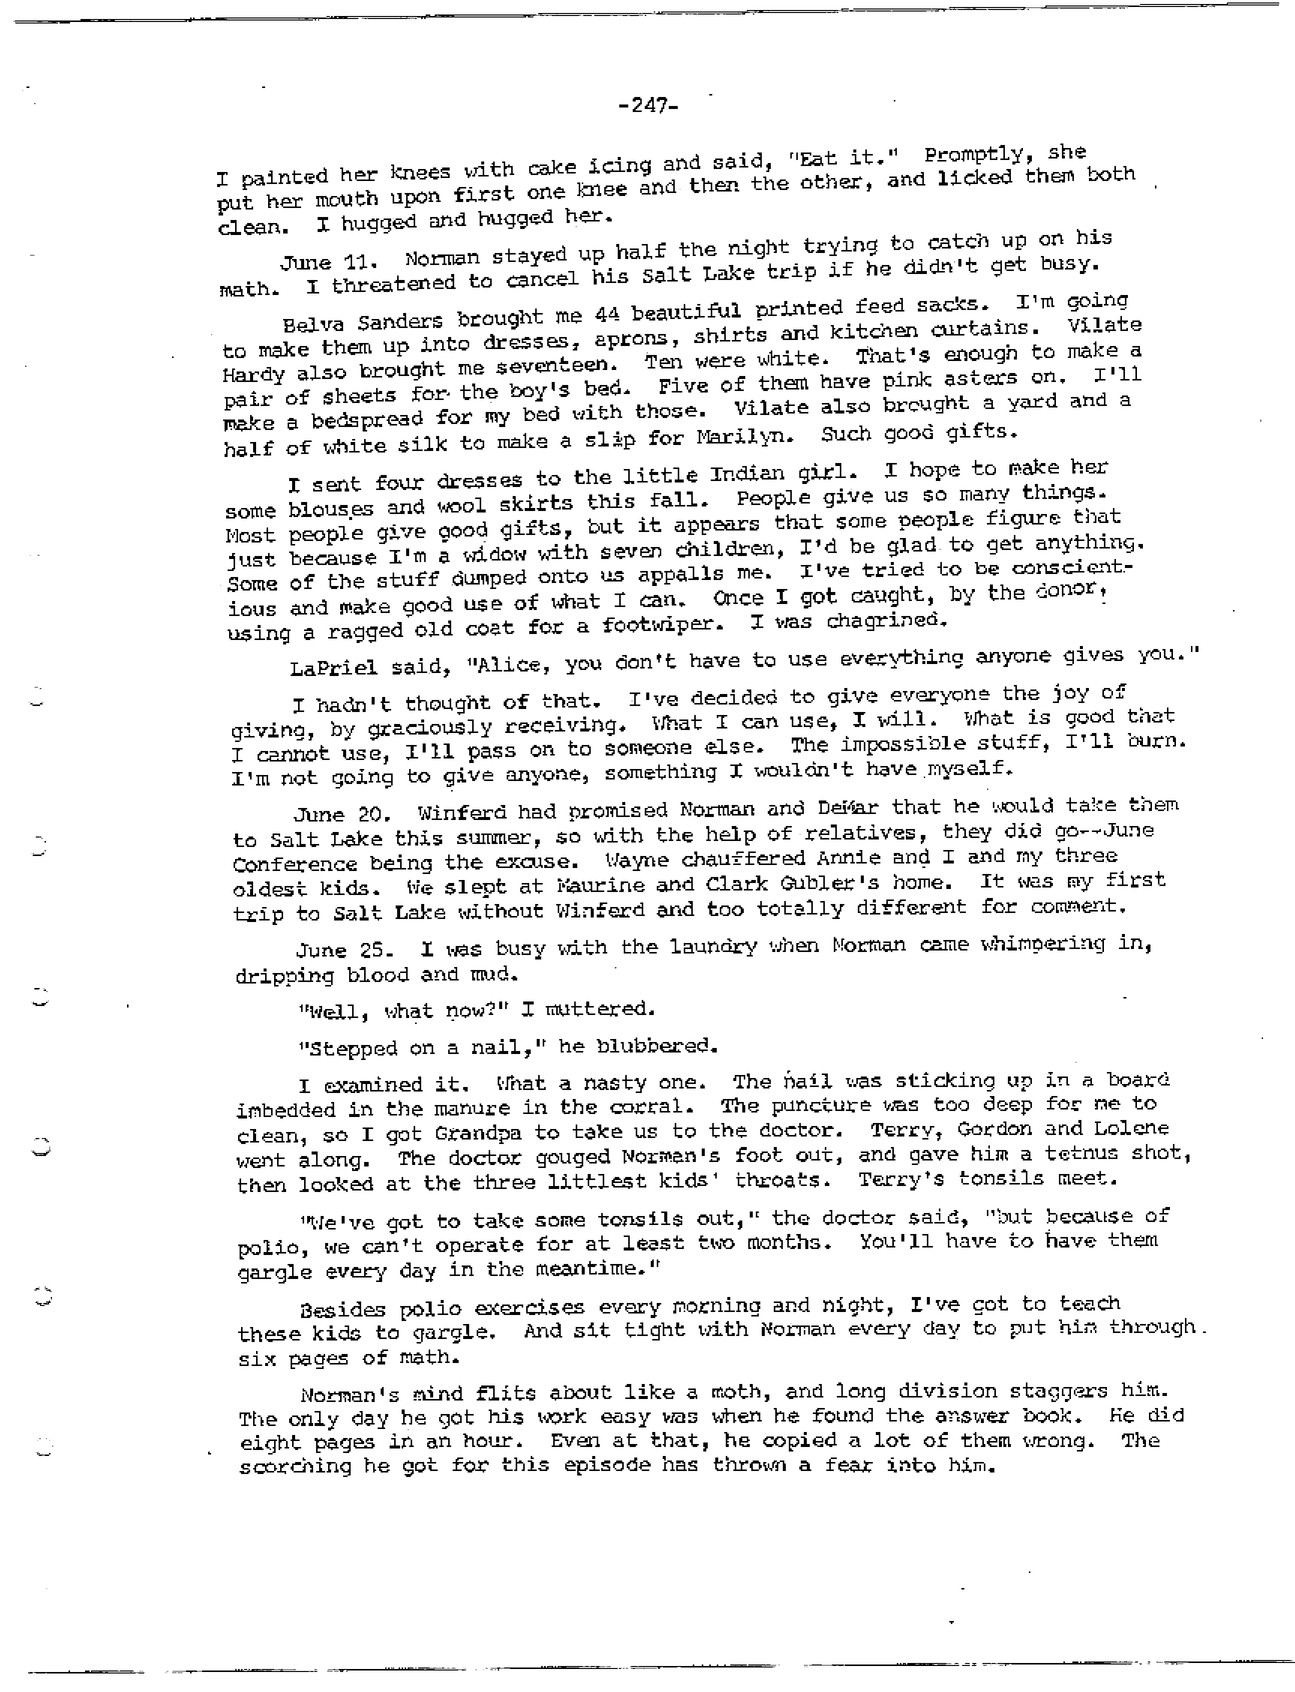 -247-
I painted her knees with cake icing and said, "Eat it."  Promptly, she
put her mouth upon first one knee and then the other, and licked them both
clean.  I hugged and hugged her.
June 11.  Norman stayed up half the night trying to catch up on his
math.  I threatened to cancel his Salt Lake trip if he didn't get busy.
Belva Sanders brought me 44 beautiful printed feed sacks.  I'm going
to make them up into dresses, aprons, shirts and kitchen curtains.  Vilate
Hardy also brought me seventeen.  Ten were white.  That's enough to make a
pair of sheets for the boy's bed.  Five of them have pink asters on.  I'll
make a bedspread for my bed with those.  Vilate also brought a yard and a
half of white silk to make a slip for Marilyn.  Such good gifts.
I sent four dresses to the little Indian girl.  I hope to make her
some blouses and wool skirts this fall.  People give us so many things.
Most people give good gifts, but it appears that some people figure that
just because I'm a widow with seven children, I'd be glad to get anything.
Some of the stuff dumped onto us appalls me.  I've tried to be conscient-
ious and make good use of what I can.  Once I got caught, by the donor,
using a ragged old coat for a footwiper.  I was chagrined.
LaPriel said, "Alice, you don't have to use everything anyone gives you."
I hadn't thought of that.  I've decided to give everyone the joy of
giving, by graciously receiving.  What I can use, I will.  What is good that
I cannot use, I'll pass on to someone else.  The impossible stuff, I'll burn.
I'm not going to give anyone, something I wouldn't have myself.
June 20.  Winferd had promised Norman and DeMar that he would take them
to Salt Lake this summer, so with the help of relatives, they did go--June
Conference being the excuse.  Wayne chauffered Annie and I and my three
oldest kids.  We slept at Maurine and Clark Gubler's home.  It was my first
trip to Salt Lake without Winferd and too totally different for comment.
June 25.  I was busy with the laundry when Norman came whimpering in,
dripping blood and mud.
"Well, what now?" I muttered.
"Stepped on a nail," he blubbered.
I examined it.  What a nasty one.  The nail was sticking up in a board
imbedded in the manure in the corral.  The puncture was too deep for me to
clean, so I got Grandpa to take us to the doctor.  Terry, Gordon and Lolene
went along.  The doctor gouged Norman's foot out, and gave him a tetnus shot,
then looked at the three littlest kids' throats.  Terry's tonsils meet.
"We've got to take some tonsils out," the doctor said, "but because of
polio, we can't operate for at least two months.  You'll have to have them
gargle every day in the meantime."
Besides polio exercises every morning and night, I've got to teach
these kids to gargle.  And sit tight with Norman every day to put him through
six pages of math.
Norman's mind flits about like a moth, and long division staggers him.
The only day he got his work easy was when he found the answer book.  He did
eight pages in an hour.  Even at that, he copied a lot of them wrong.  The
scorching he got for this episode has thrown a fear into him.